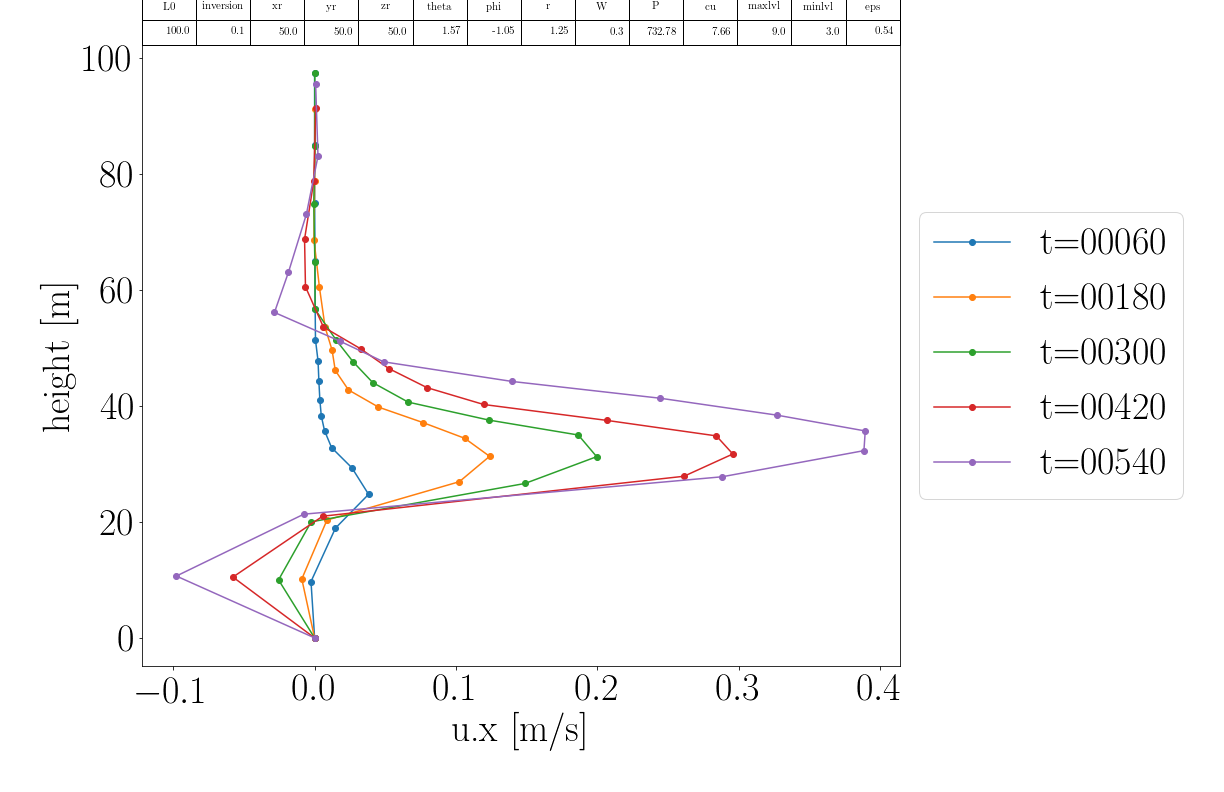 L0 inversion xr yr zr theta phi r W P cu maxlvl minlvl eps
100.0 0.1 50.0 50.0 50.0 1.57 -1.05 1.25 0.3 732.78 7.66 9.0 3.0 0.54
100
80
60
40
20
0
height [m]
−0.1 0.0 0.1 0.2 0.3 0.4
u.x [m/s]
t=00060
t=00180
t=00300
t=00420
t=00540